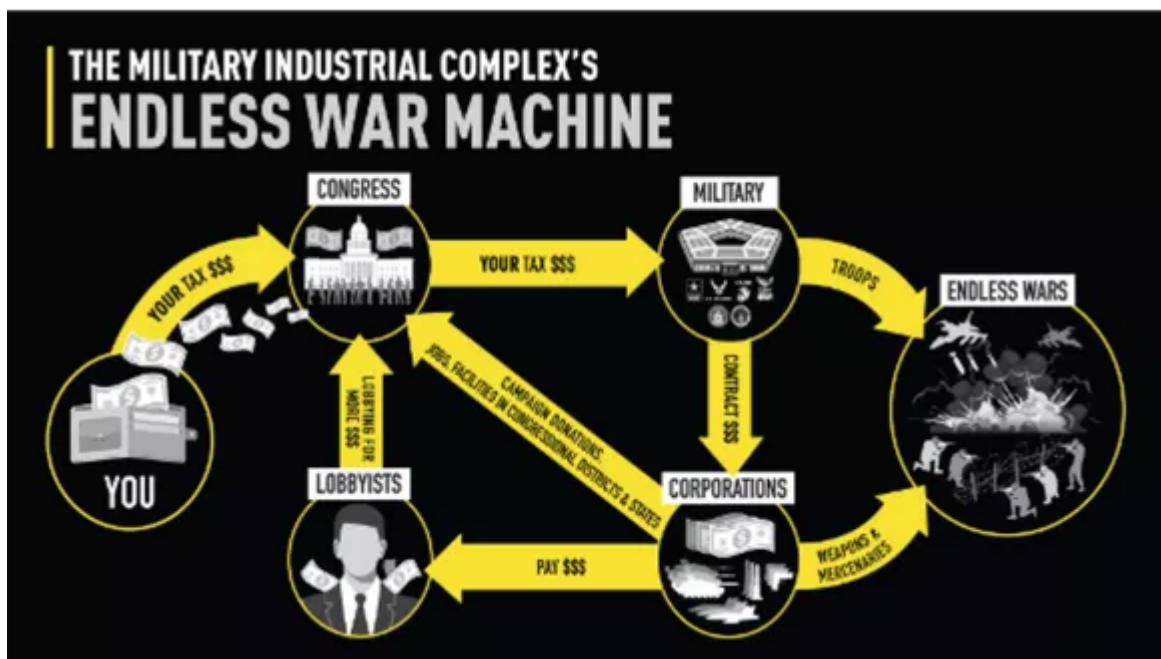 THE MILITARY INDUSTRIAL COMPLEX'S
ENDLESS WAR MACHINE
CONGRESS
MILITARY
YOUR TAX $$$
YOUR TAX $$$
TROOPS
ENDLESS WARS
CAMPAIGN DONATIONS,
JOBS, FACILITIES IN CONGRESSIONAL DISTRICTS & STATES
CONTRACT $$$
LOBBYING FOR
MORE $$$
YOU
LOBBYISTS
CORPORATIONS
PAY $$$
WEAPONS &
MERCENARIES